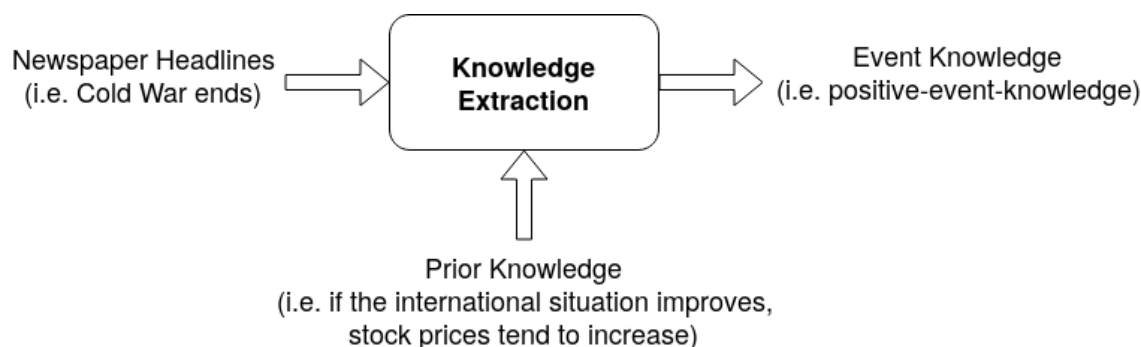 Newspaper Headlines
(i.e. Cold War ends)
Knowledge
Extraction
Event Knowledge
(i.e. positive-event-knowledge)
Prior Knowledge
(i.e. if the international situation improves,
stock prices tend to increase)